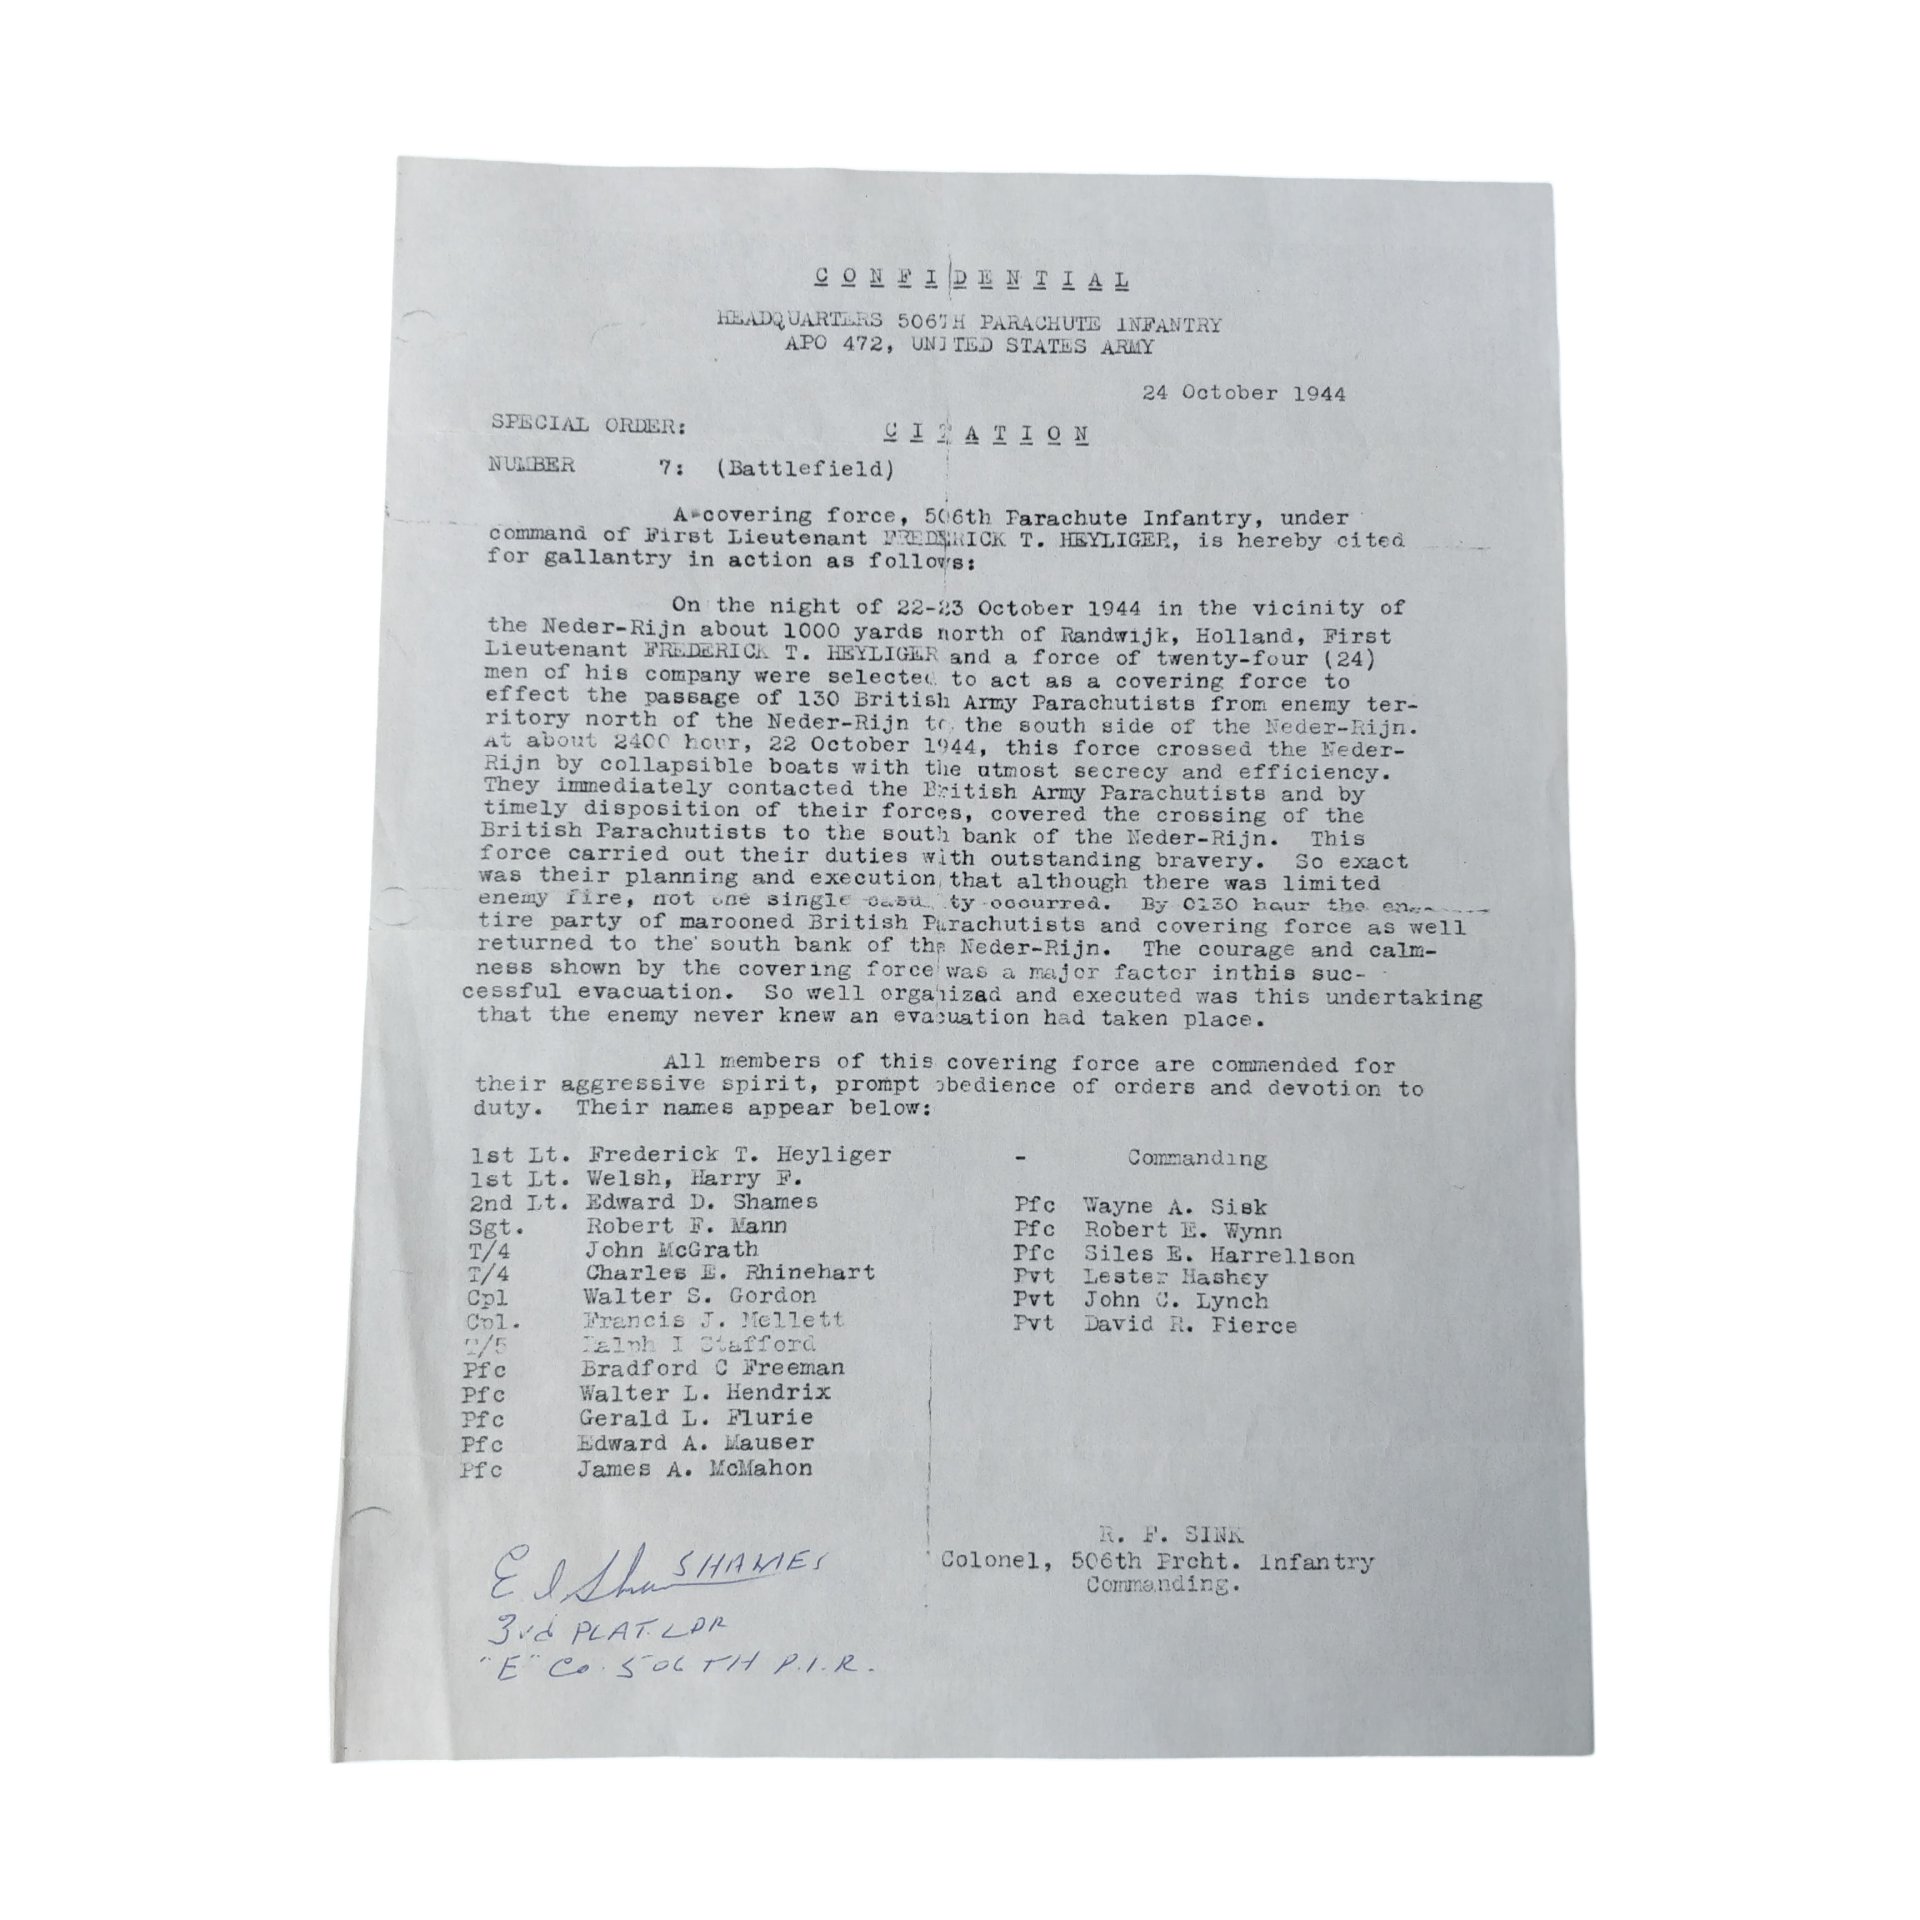 CONFIDENTIAL
HEADQUARTERS 506TH PARACHUTE INFANTRY
APO 472, UNITED STATES ARMY
24 October 1944
SPECIAL ORDER: CITATION
NUMBER 7: (Battlefield)
A covering force, 506th Parachute Infantry, under
command of First Lieutenant FREDERICK T. HEYLIGER, is hereby cited
for gallantry in action as follows:
On the night of 22-23 October 1944 in the vicinity of
the Neder-Rijn about 1000 yards north of Randwijk, Holland, First
Lieutenant FREDERICK T. HEYLIGER and a force of twenty-four (24)
men of his company were selected to act as a covering force to
effect the passage of 130 British Army Parachutists from enemy ter-
ritory north of the Neder-Rijn to the south side of the Neder-Rijn.
At about 2400 hour, 22 October 1944, this force crossed the Neder-
Rijn by collapsible boats with the utmost secrecy and efficiency.
They immediately contacted the British Army Parachutists and by
timely disposition of their forces, covered the crossing of the
British Parachutists to the south bank of the Neder-Rijn. This
force carried out their duties with outstanding bravery. So exact
was their planning and execution that although there was limited
enemy fire, not one single casualty occurred. By 0130 hour the en-
tire party of marooned British Parachutists and covering force as well
returned to the south bank of the Neder-Rijn. The courage and calm-
ness shown by the covering force was a major factor inthis suc-
cessful evacuation. So well organized and executed was this undertaking
that the enemy never knew an evacuation had taken place.
All members of this covering force are commended for
their aggressive spirit, prompt obedience of orders and devotion to
duty. Their names appear below:
1st Lt. Frederick T. Heyliger - Commanding
1st Lt. Welsh, Harry F.
2nd Lt. Edward D. Shames Pfc Wayne A. Sisk
Sgt. Robert F. Mann Pfc Robert E. Wynn
T/4 John McGrath Pfc Siles E. Harrellson
T/4 Charles E. Rhinehart Pvt Lester Hashey
Cpl Walter S. Gordon Pvt John C. Lynch
Cpl. Francis J. Mellett Pvt David R. Pierce
T/5 Ralph I Stafford
Pfc Bradford C Freeman
Pfc Walter L. Hendrix
Pfc Gerald L. Flurie
Pfc Edward A. Mauser
Pfc James A. McMahon
R. F. SINK
Colonel, 506th Prcht. Infantry
Commanding.
SHAMES
3rd PLAT. LDR
"E" Co. 506TH P.I.R.